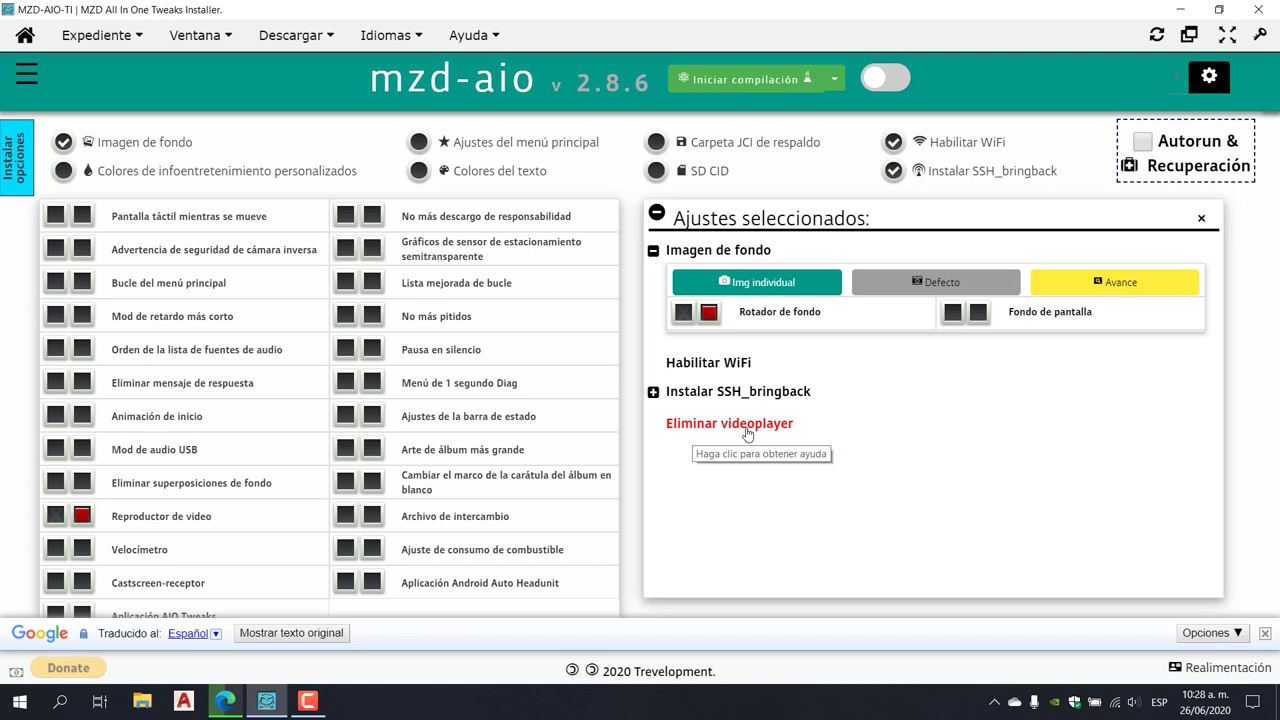 MZD-AIO-TI | MZD All In One Tweaks Installer.
Expediente Ventana Descargar Idiomas Ayuda
mzd-aio v 2.8.6 Iniciar compilación
Instalar opciones
Imagen de fondo Ajustes del menú principal Carpeta JCI de respaldo Habilitar WiFi
Colores de infoentretenimiento personalizados Colores del texto SD CID Instalar SSH_bringback
Autorun &
Recuperación
Pantalla táctil mientras se mueve No más descargo de responsabilidad
Advertencia de seguridad de cámara inversa Gráficos de sensor de estacionamiento
semitransparente
Bucle del menú principal Lista mejorada de bucle
Mod de retardo más corto No más pitidos
Orden de la lista de fuentes de audio Pausa en silencio
Eliminar mensaje de respuesta Menú de 1 segundo Diag
Animación de inicio Ajustes de la barra de estado
Mod de audio USB Arte de álbum más grande
Eliminar superposiciones de fondo Cambiar el marco de la carátula del álbum en
blanco
Reproductor de video Archivo de intercambio
Velocímetro Ajuste de consumo de combustible
Castscreen-receptor Aplicación Android Auto Headunit
Aplicación AIO Tweaks
Ajustes seleccionados: ×
Imagen de fondo
Img individual Defecto Avance
Rotador de fondo Fondo de pantalla
Habilitar WiFi
Instalar SSH_bringback
Eliminar videoplayer
Haga clic para obtener ayuda
Google Traducido al: Español Mostrar texto original Opciones ▼
Donate 2020 Trevelopment. Realimentación
ESP 10:28 a. m.
26/06/2020